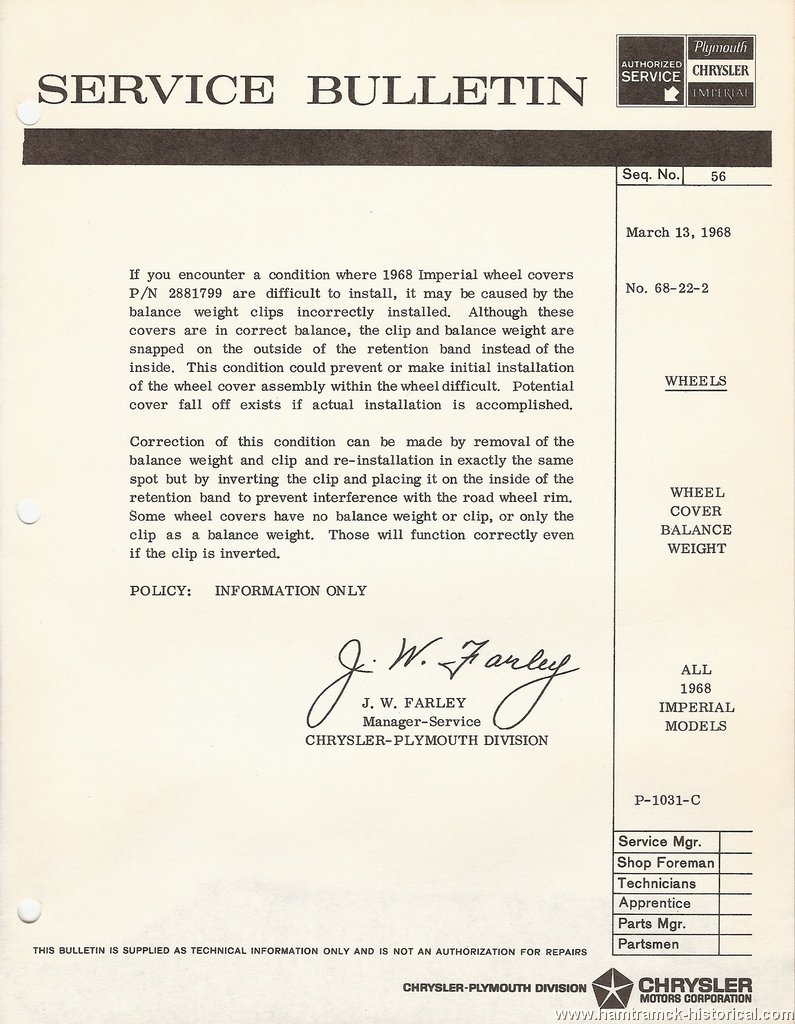 SERVICE BULLETIN
AUTHORIZED
SERVICE
Plymouth
CHRYSLER
IMPERIAL
Seq. No. 56
March 13, 1968
No. 68-22-2
WHEELS
WHEEL
COVER
BALANCE
WEIGHT
ALL
1968
IMPERIAL
MODELS
P-1031-C
If you encounter a condition where 1968 Imperial wheel covers
P/N 2881799 are difficult to install, it may be caused by the
balance weight clips incorrectly installed. Although these
covers are in correct balance, the clip and balance weight are
snapped on the outside of the retention band instead of the
inside. This condition could prevent or make initial installation
of the wheel cover assembly within the wheel difficult. Potential
cover fall off exists if actual installation is accomplished.
Correction of this condition can be made by removal of the
balance weight and clip and re-installation in exactly the same
spot but by inverting the clip and placing it on the inside of the
retention band to prevent interference with the road wheel rim.
Some wheel covers have no balance weight or clip, or only the
clip as a balance weight. Those will function correctly even
if the clip is inverted.
POLICY: INFORMATION ONLY
J. W. Farley
J. W. FARLEY
Manager-Service
CHRYSLER-PLYMOUTH DIVISION
Service Mgr.
Shop Foreman
Technicians
Apprentice
Parts Mgr.
Partsmen
THIS BULLETIN IS SUPPLIED AS TECHNICAL INFORMATION ONLY AND IS NOT AN AUTHORIZATION FOR REPAIRS
CHRYSLER-PLYMOUTH DIVISION
CHRYSLER
MOTORS CORPORATION
www.hamtramck-historical.com